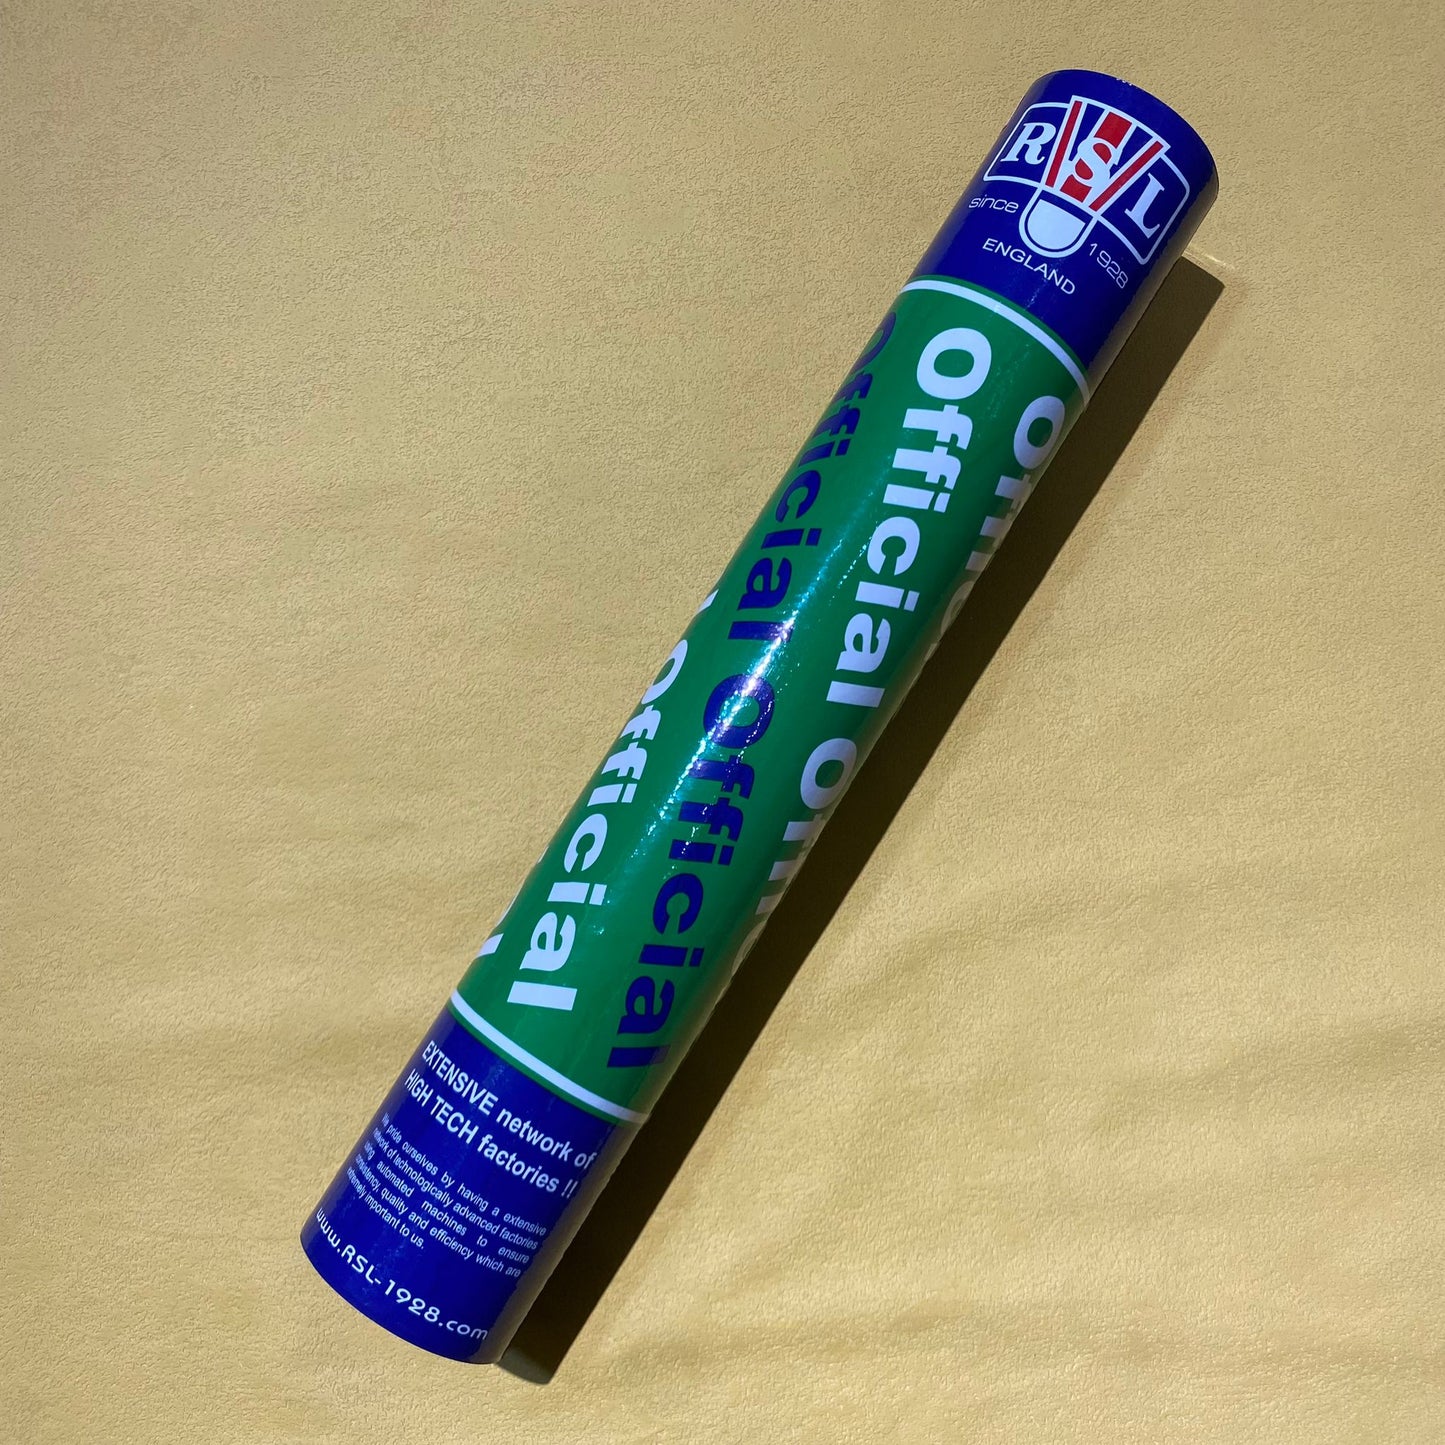 RSL
since 1928
ENGLAND
Official
Official Official
Official Official
Official
EXTENSIVE network of
HIGH TECH factories !!
We pride ourselves by having a extensive
network of technologically advanced factories
using automated machines to ensure
consistency, quality and efficiency which are
extremely important to us.
www.RSL-1928.com